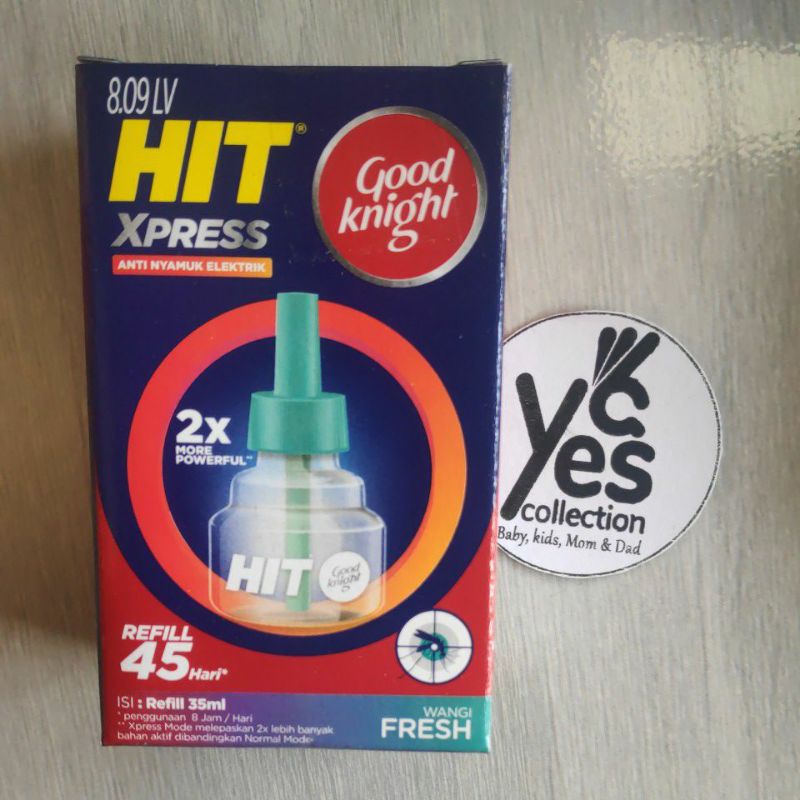 8.09 LV
HIT®
XPRESS
ANTI NYAMUK ELEKTRIK
Good
knight
2X
MORE
POWERFUL**
HIT
Good
knight
REFILL
45 Hari*
ISI : Refill 35ml
* penggunaan 8 Jam / Hari
** Xpress Mode melepaskan 2x lebih banyak
bahan aktif dibandingkan Normal Mode
WANGI
FRESH
Yes
collection
Baby, kids, Mom & Dad